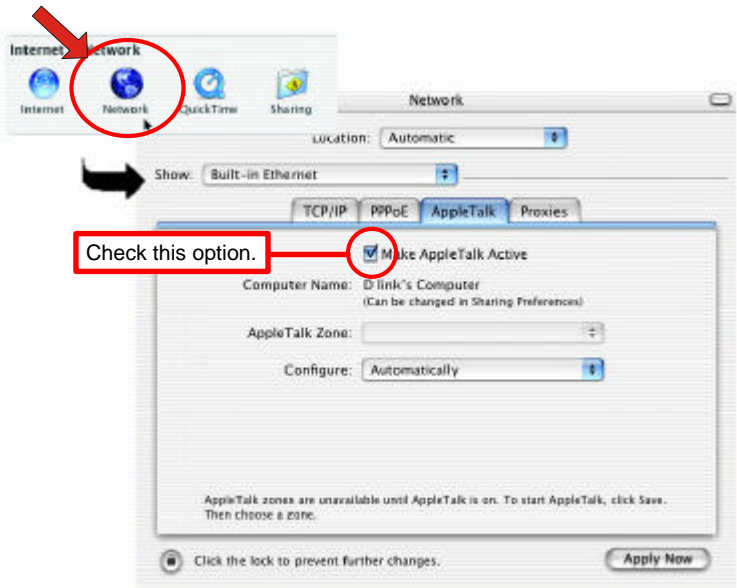 Internet Network
Internet Network QuickTime Sharing
Network
Location: Automatic
Show: Built-in Ethernet
TCP/IP PPPoE AppleTalk Proxies
Check this option.
Make AppleTalk Active
Computer Name: D link's Computer
(Can be changed in Sharing Preferences)
AppleTalk Zone:
Configure: Automatically
AppleTalk zones are unavailable until AppleTalk is on. To start AppleTalk, click Save.
Then choose a zone.
Click the lock to prevent further changes.
Apply Now